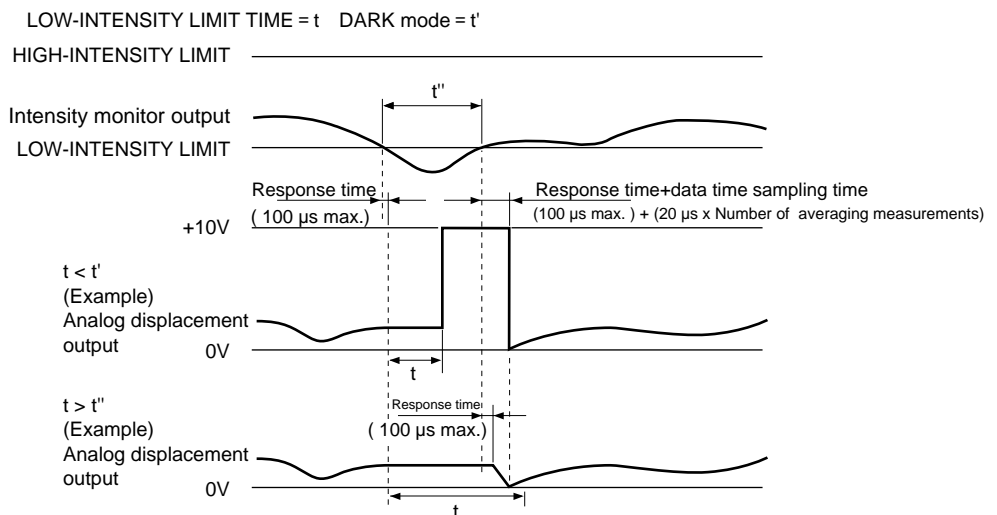 LOW-INTENSITY LIMIT TIME = t DARK mode = t'
HIGH-INTENSITY LIMIT
t"
Intensity monitor output
LOW-INTENSITY LIMIT
Response time
( 100 μs max.)
Response time+data time sampling time
(100 μs max. ) + (20 μs x Number of averaging measurements)
+10V
t < t'
(Example)
Analog displacement
output
0V
t
t > t"
(Example)
Analog displacement
output
Response time
( 100 μs max.)
0V
t